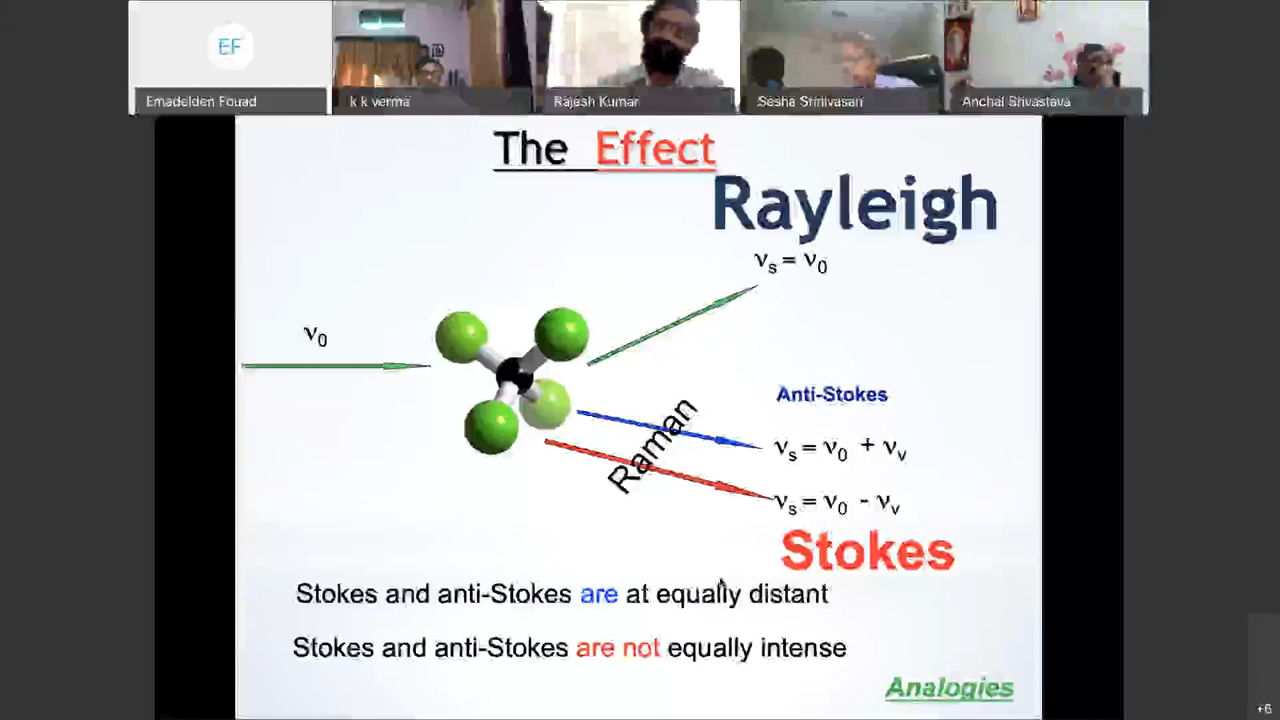 EF
Emadelden Fouad
k k verma
Rajesh Kumar
Sesha Srinivasan
Anchal Srivastava
The Effect
Rayleigh
νs = ν0
ν0
Anti-Stokes
Raman
νs = ν0 + νv
νs = ν0 - νv
Stokes
Stokes and anti-Stokes are at equally distant
Stokes and anti-Stokes are not equally intense
Analogies
+6